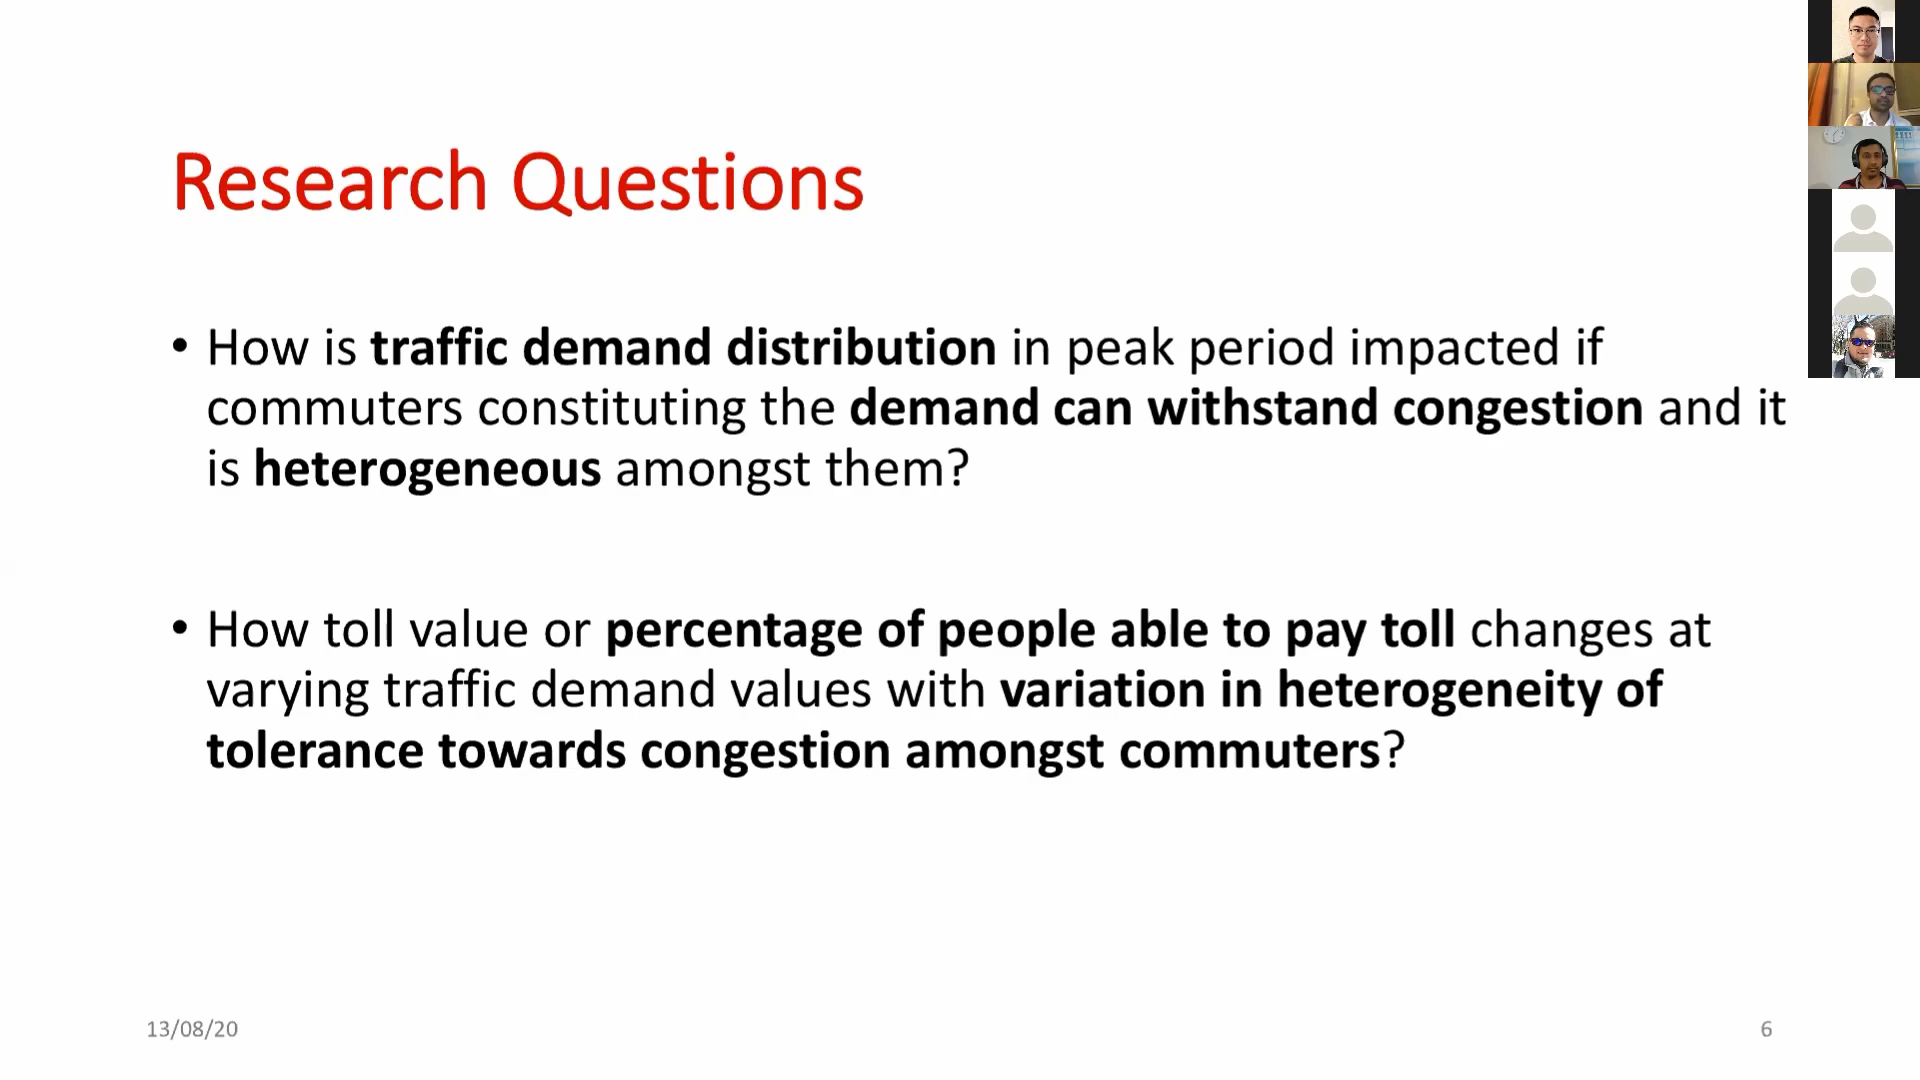 Research Questions
• How is traffic demand distribution in peak period impacted if
commuters constituting the demand can withstand congestion and it
is heterogeneous amongst them?
• How toll value or percentage of people able to pay toll changes at
varying traffic demand values with variation in heterogeneity of
tolerance towards congestion amongst commuters?
13/08/20
6